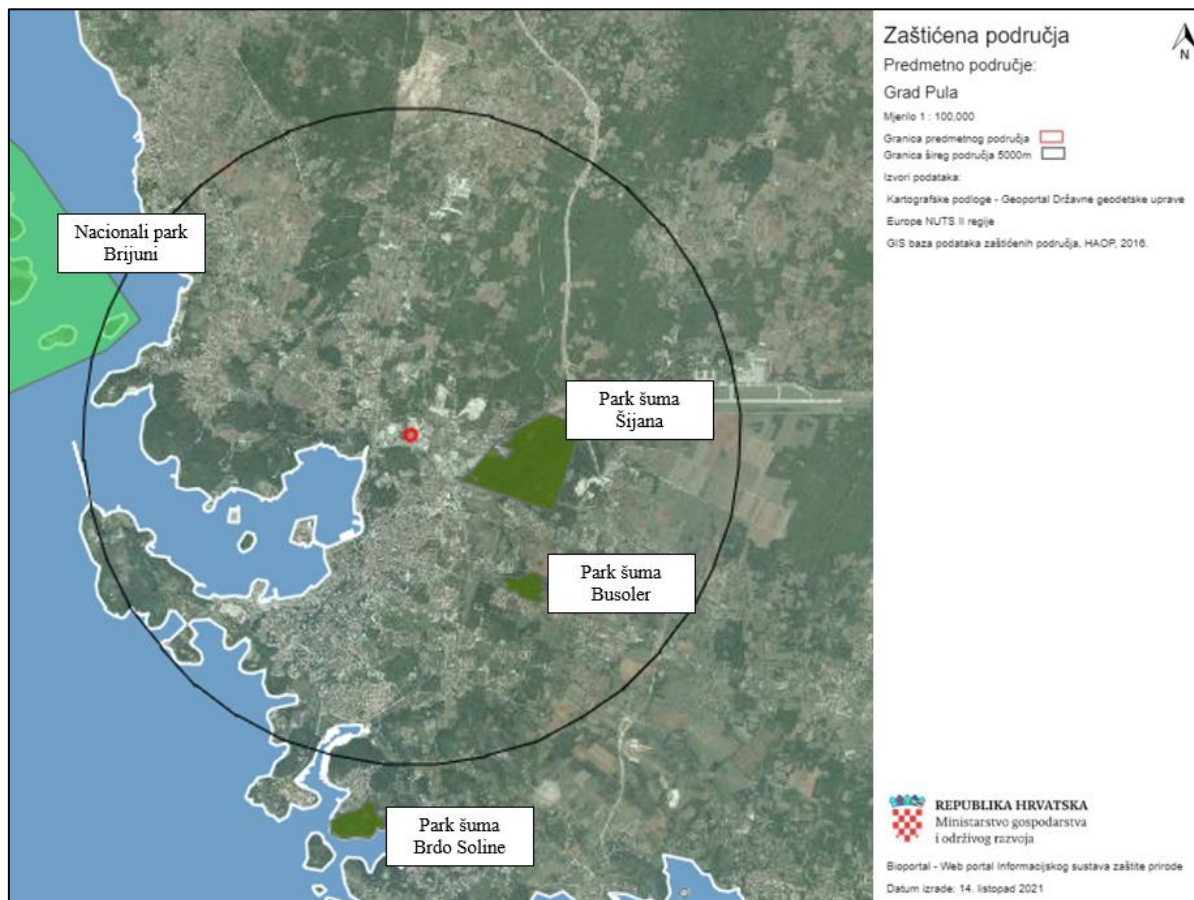 Nacionali park
Brijuni
Park šuma
Šijana
Park šuma
Busoler
Park šuma
Brdo Soline
Zaštićena područja
N
Predmetno područje:
Grad Pula
Mjerilo 1 : 100,000
Granica predmetnog područja
Granica šireg područja 5000m
Izvori podataka:
Kartografske podloge - Geoportal Državne geodetske uprave
Europe NUTS II regije
GIS baza podataka zaštićenih područja, HAOP, 2016.
REPUBLIKA HRVATSKA
Ministarstvo gospodarstva
i održivog razvoja
Bioportal - Web portal Informacijskog sustava zaštite prirode
Datum izrade: 14. listopad 2021